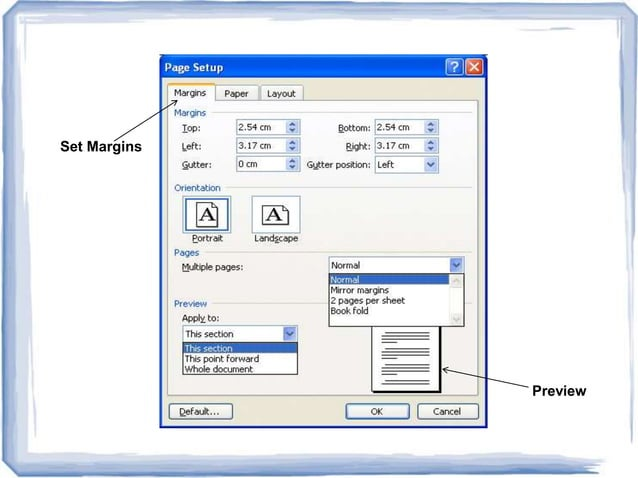 Page Setup
Margins Paper Layout
Margins
Top: 2.54 cm Bottom: 2.54 cm
Set Margins
Left: 3.17 cm Right: 3.17 cm
Gutter: 0 cm Gutter position: Left
Orientation
A A
Portrait Landscape
Pages
Multiple pages: Normal
Normal
Mirror margins
2 pages per sheet
Book fold
Preview
Apply to:
This section
This section
This point forward
Whole document
Preview
Default... OK Cancel